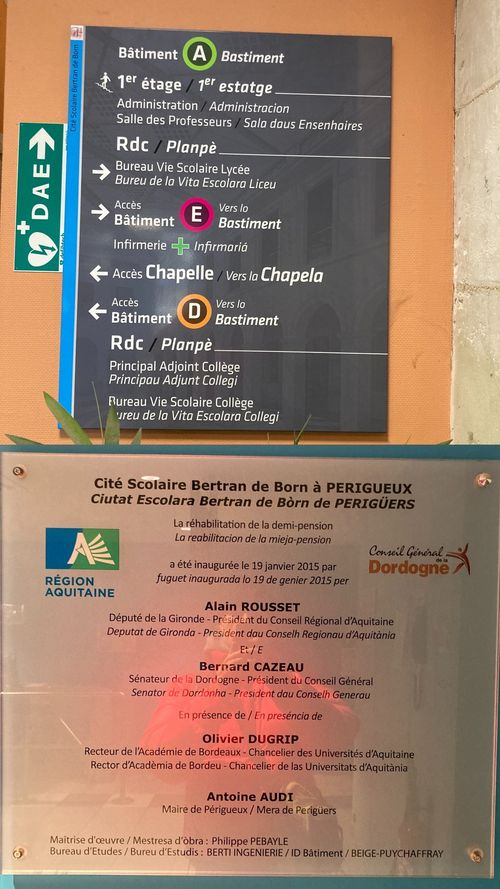 Cité Scolaire Bertran de Born
Bâtiment A Bastiment
1er étage / 1er estatge
Administration / Administracion
Salle des Professeurs / Sala daus Ensenhaires
Rdc / Planpè
Bureau Vie Scolaire Lycée
Bureu de la Vita Escolara Liceu
Accès Vers lo
Bâtiment E Bastiment
Infirmerie Infirmariá
Accès Chapelle / Vers la Chapela
Accès Vers lo
Bâtiment D Bastiment
Rdc / Planpè
Principal Adjoint Collège
Principau Adjunt Collegi
Bureau Vie Scolaire Collège
Bureu de la Vita Escolara Collegi
DAE
Cité Scolaire Bertran de Born à PERIGUEUX
Ciutat Escolara Bertran de Bòrn de PERIGÜERS
La réhabilitation de la demi-pension
La reabilitacion de la mieja-pension
a été inaugurée le 19 janvier 2015 par
fuguet inaugurada lo 19 de genier 2015 per
RÉGION
AQUITAINE
Conseil Général
de la
Dordogne
Alain ROUSSET
Député de la Gironde - Président du Conseil Régional d'Aquitaine
Deputat de Gironda - President dau Conselh Regionau d'Aquitània
Et / E
Bernard CAZEAU
Sénateur de la Dordogne - Président du Conseil Général
Senator de Dordonha - President dau Conselh Generau
En présence de / En preséncia de
Olivier DUGRIP
Recteur de l'Académie de Bordeaux - Chancelier des Universités d'Aquitaine
Rector d'Acadèmia de Bordeu - Chancelier de las Universitats d'Aquitània
Antoine AUDI
Maire de Périgueux / Mera de Perigüers
Maitrise d'œuvre / Mestresa d'òbra : Philippe PEBAYLE
Bureau d'Etudes / Bureu d'Estudis : BERTI INGENIERIE / ID Bâtiment / BEIGE-PUYCHAFFRAY